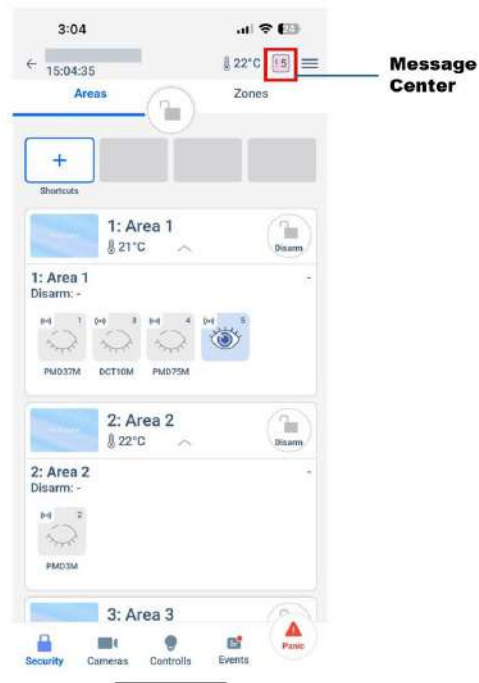 3:04
22°C
! 5
Message
Center
15:04:35
Areas
Zones
+
Shortcuts
1: Area 1
21°C
Disarm
1: Area 1
-
Disarm: -
1
3
4
5
PMD37M
DCT10M
PMD75M
2: Area 2
22°C
Disarm
2: Area 2
-
Disarm: -
2
PMD3M
3: Area 3
Security
Cameras
Controlls
Events
Panic